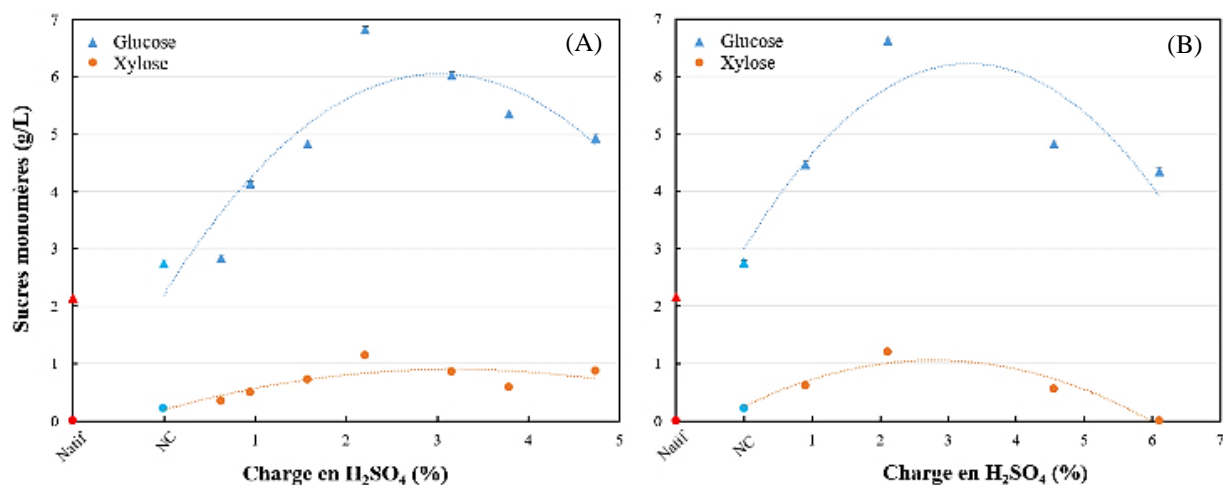 7
6
5
4
3
2
1
0
Sucres monomères (g/L)
Glucose
Xylose
(A)
Natif
NC
1
2
3
4
5
Charge en H₂SO₄ (%)
7
6
5
4
3
2
1
0
Glucose
Xylose
(B)
Natif
NC
1
2
3
4
5
6
7
Charge en H₂SO₄ (%)